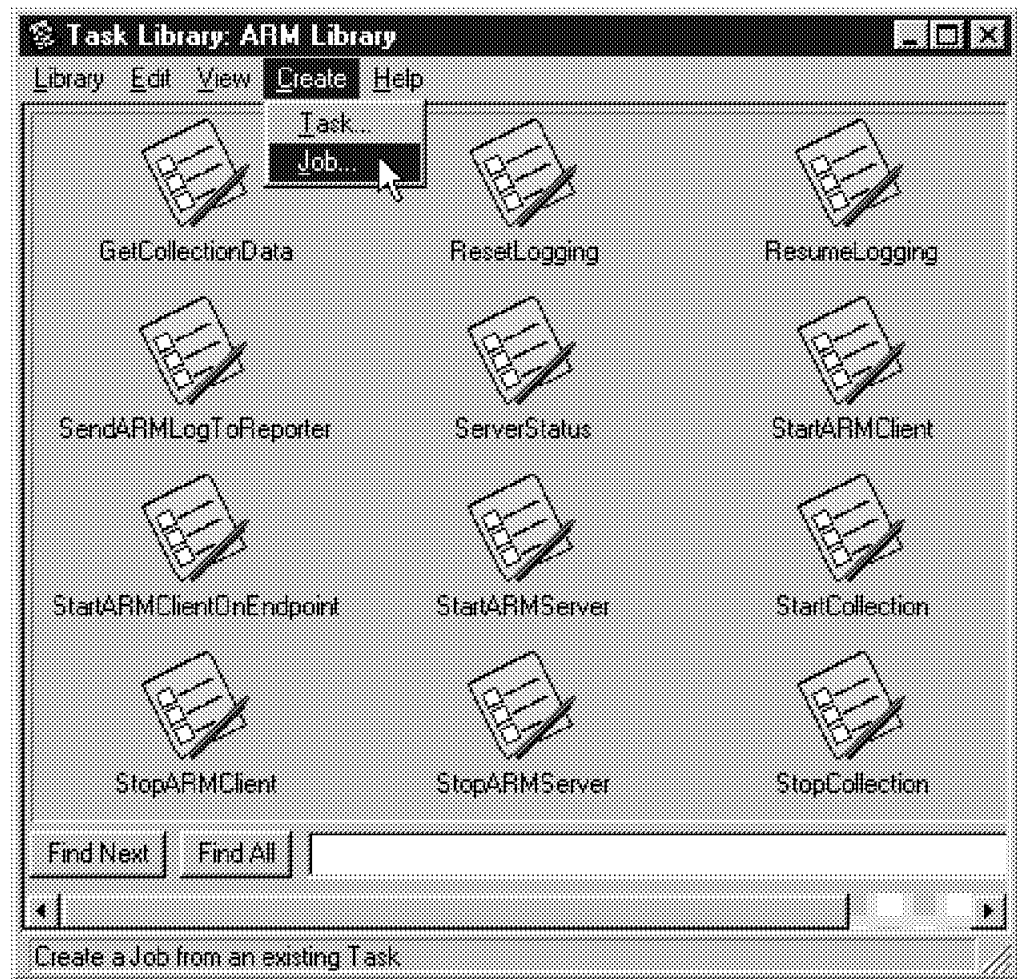 Task Library: ARM Library
Library Edit View Create Help
Task...
Job...
GetCollectionData ResetLogging ResumeLogging
SendARMLogToReporter ServerStatus StartARMClient
StartARMClientOnEndpoint StartARMServer StartCollection
StopARMClient StopARMServer StopCollection
Find Next Find All
Create a Job from an existing Task